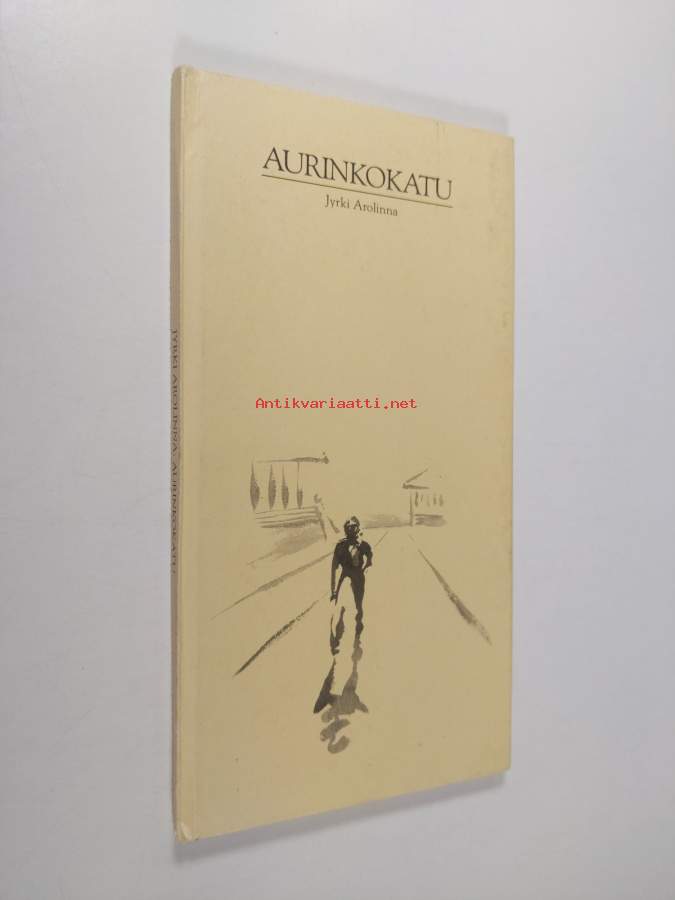 AURINKOKATU
Jyrki Arolinna
Antikvariaatti.net
JYRKI AROLINNA: AURINKOKATU